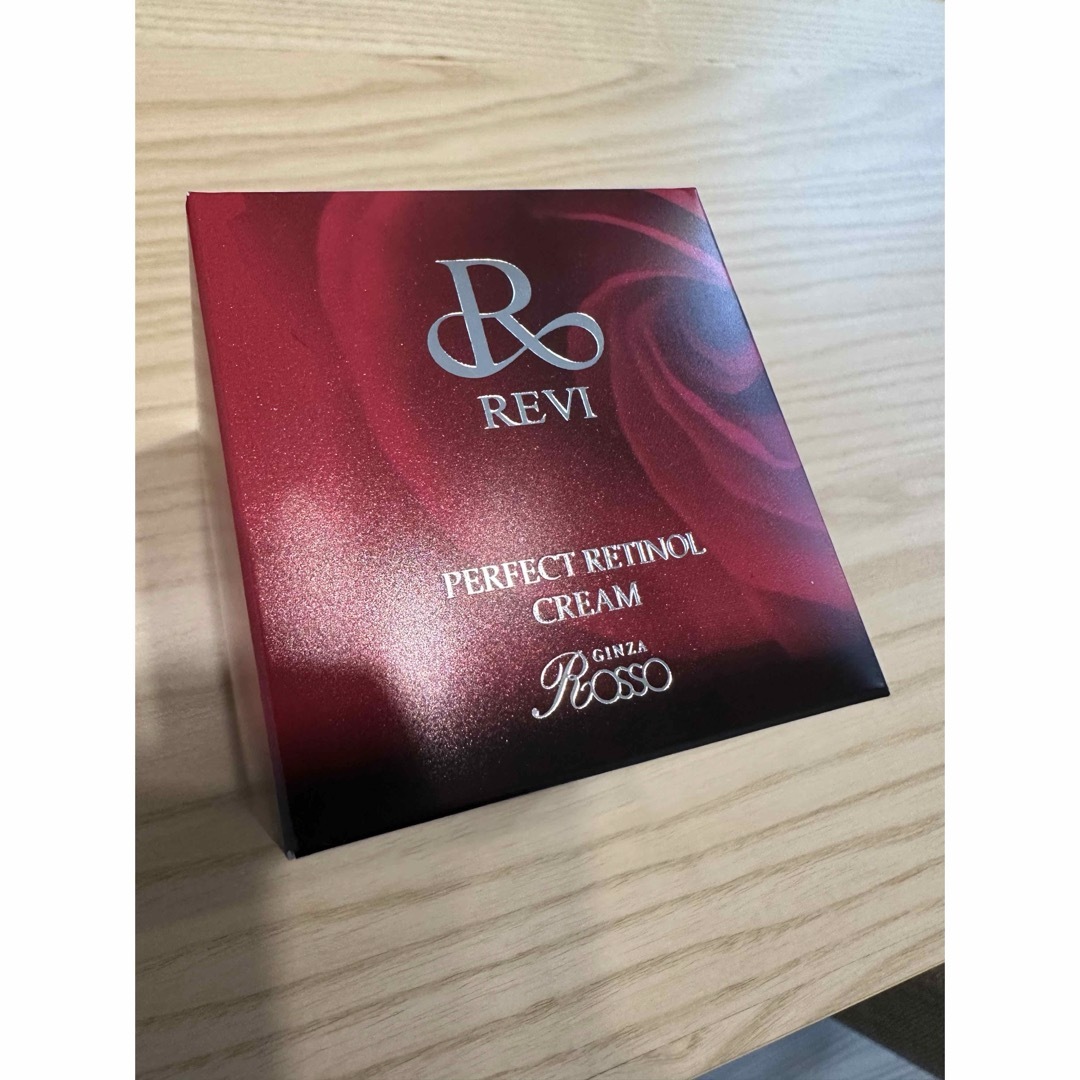 R
REVI
PERFECT RETINOL
CREAM
GINZA
Rosso